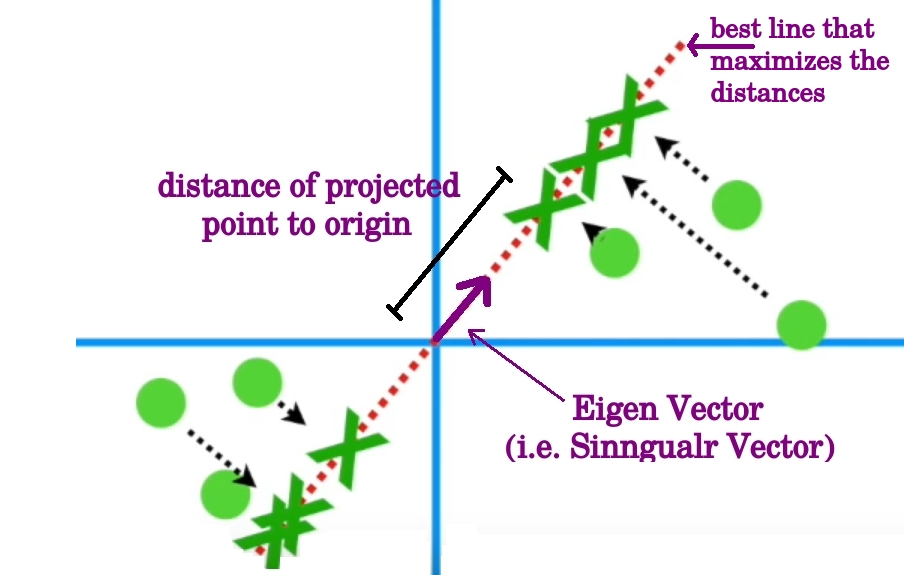 best line that
maximizes the
distances
distance of projected
point to origin
Eigen Vector
(i.e. Sinngualr Vector)